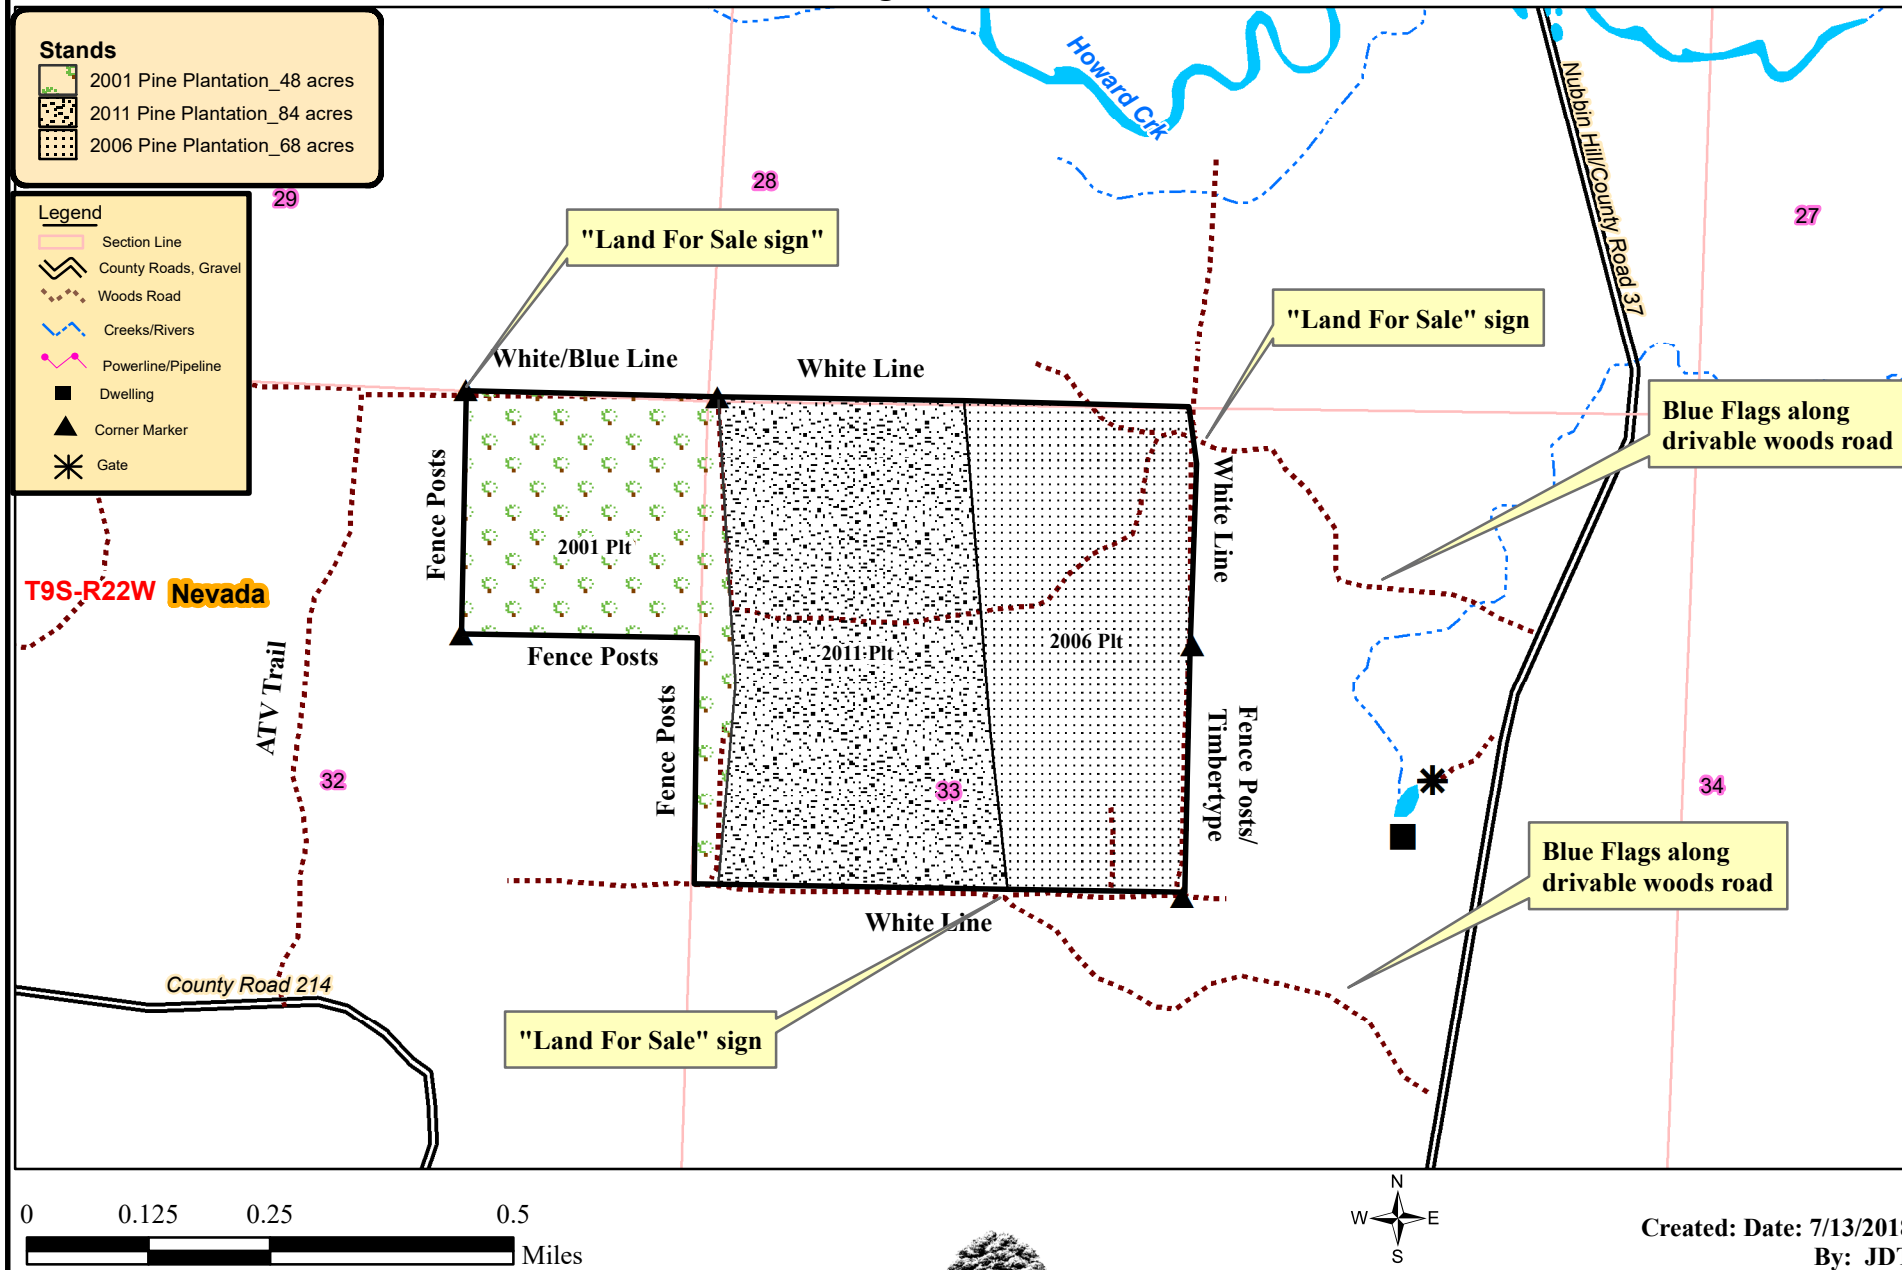 Stands
2001 Pine Plantation_48 acres
2011 Pine Plantation_84 acres
2006 Pine Plantation_68 acres
Legend
Section Line
County Roads, Gravel
Woods Road
Creeks/Rivers
Powerline/Pipeline
Dwelling
Corner Marker
Gate
29
28
27
Howard Crk
Nubbin Hill/County Road 37
"Land For Sale sign"
"Land For Sale" sign
White/Blue Line
White Line
Blue Flags along
drivable woods road
Fence Posts
White Line
2001 Plt
T9S-R22W
Nevada
Fence Posts
2011 Plt
2006 Plt
ATV Trail
Fence Posts
Fence Posts/
Timbertype
32
33
34
Blue Flags along
drivable woods road
White Line
County Road 214
"Land For Sale" sign
N
W
E
S
0
0.125
0.25
0.5
Miles
Created: Date: 7/13/2018
By: JDT